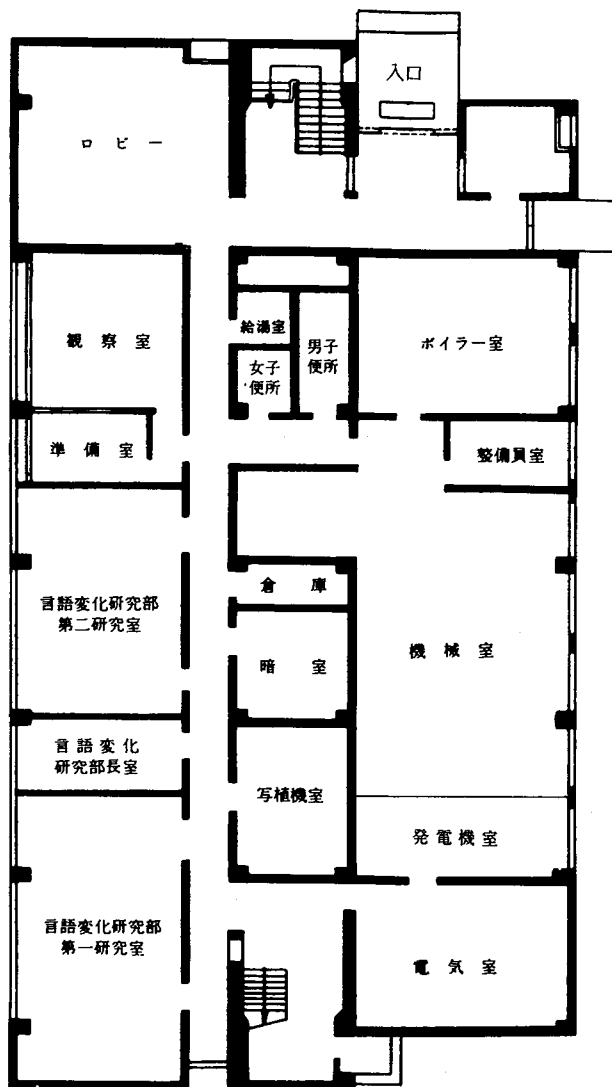 入口
ロビー
観察室
給湯室
男子
便所
女子
便所
ボイラー室
準備室
整備員室
言語変化研究部
第二研究室
倉庫
暗室
機械室
言語変化
研究部長室
写植機室
発電機室
言語変化研究部
第一研究室
電気室